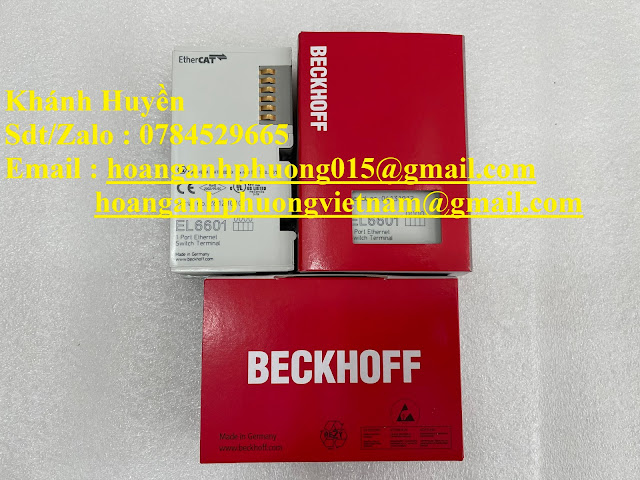 EtherCAT
BECKHOFF
Khánh Huyền
Sdt/Zalo : 0784529665
Email : hoanganhphuong015@gmail.com
hoanganhphuongvietnam@gmail.com
EL6601
1 Port Ethernet
Switch Terminal
Made in Germany
www.beckhoff.com
EL6601
1 Port Ethernet
Switch Terminal
BECKHOFF
Made in Germany
www.beckhoff.com